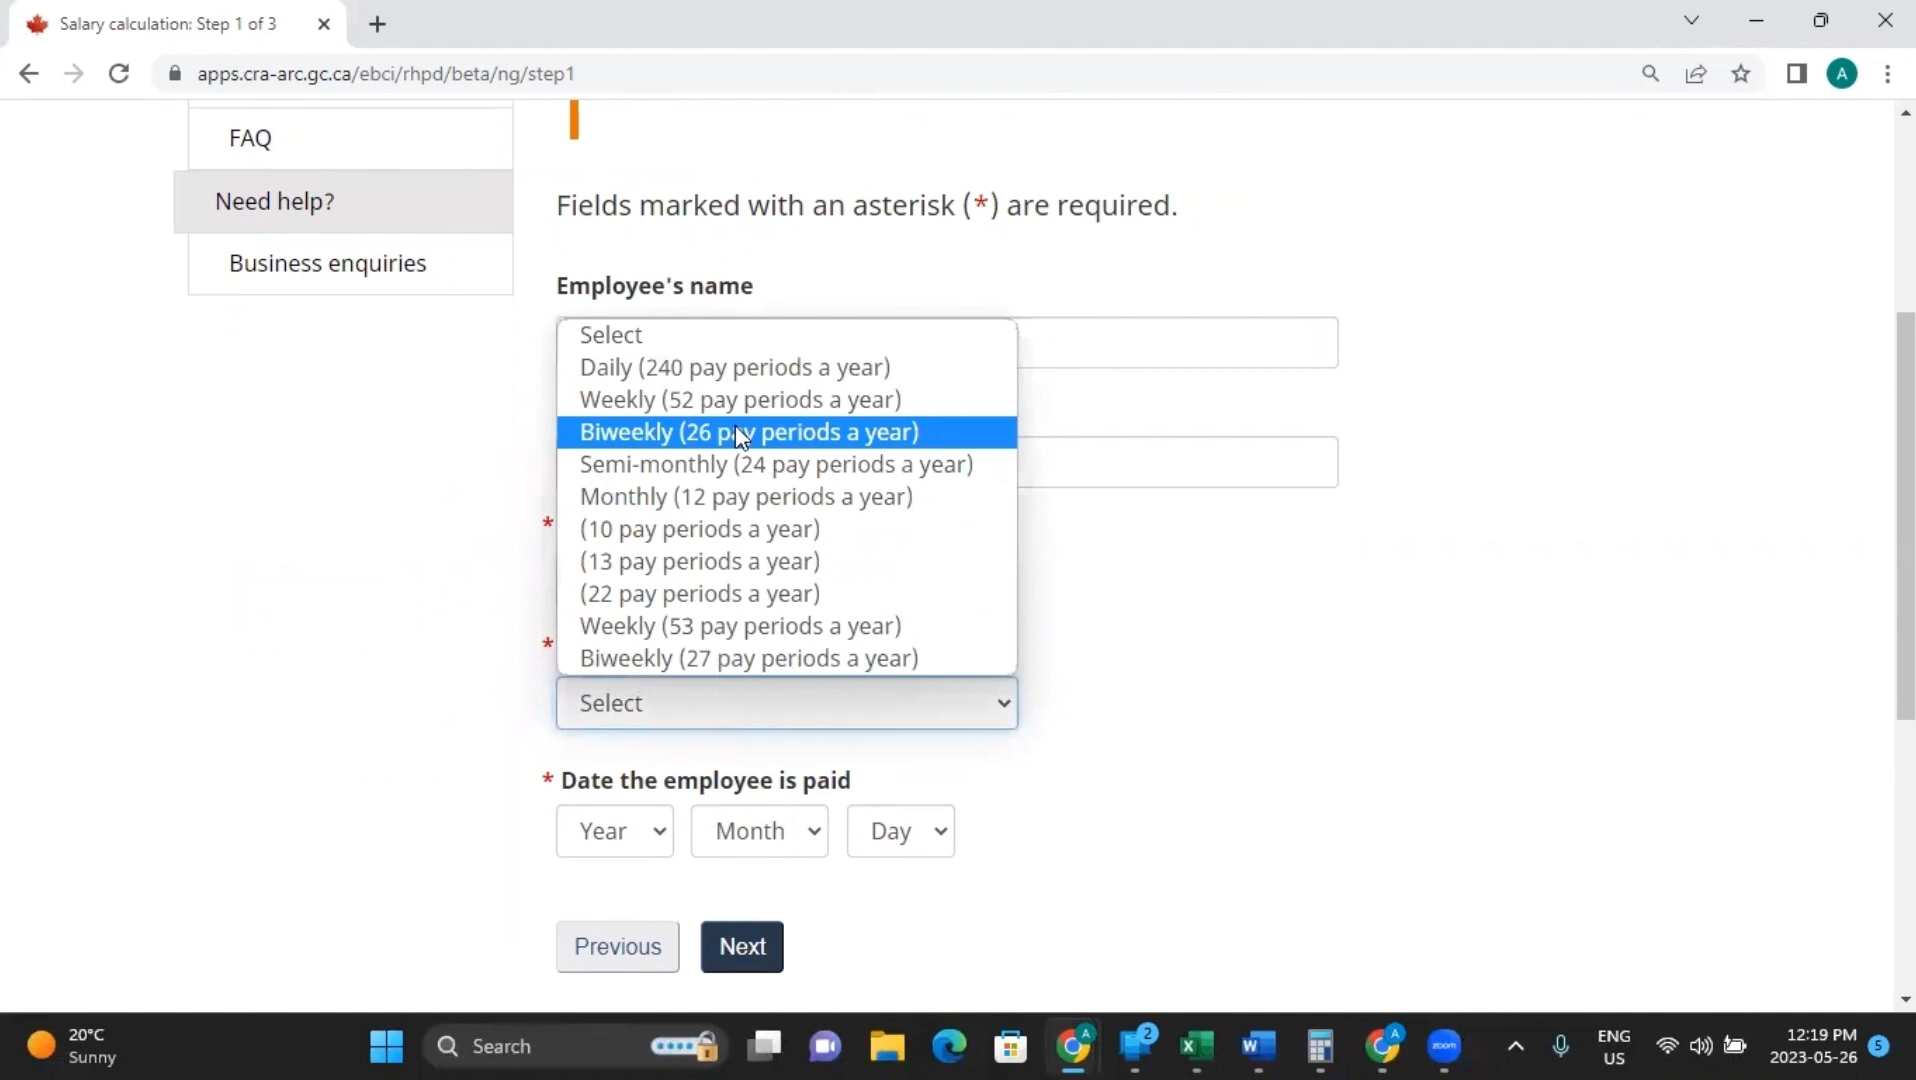 Salary calculation: Step 1 of 3
apps.cra-arc.gc.ca/ebci/rhpd/beta/ng/step1
A
FAQ
Need help?
Business enquiries
Fields marked with an asterisk (*) are required.
Employee's name
Select
Daily (240 pay periods a year)
Weekly (52 pay periods a year)
Biweekly (26 pay periods a year)
Semi-monthly (24 pay periods a year)
Monthly (12 pay periods a year)
*
(10 pay periods a year)
(13 pay periods a year)
(22 pay periods a year)
Weekly (53 pay periods a year)
*
Biweekly (27 pay periods a year)
Select
* Date the employee is paid
Year
Month
Day
Previous
Next
20°C
Sunny
Search
A
2
X
W
A
zoom
ENG
US
12:19 PM
2023-05-26
5